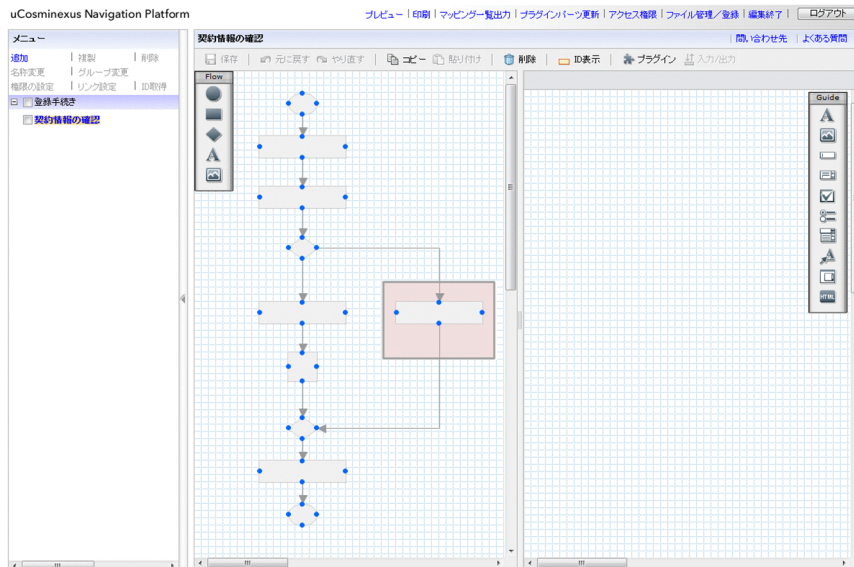 uCosminexus Navigation Platform
プレビュー | 印刷 | マッピング一覧出力 | プラグインパーツ更新 | アクセス権限 | ファイル管理／登録 | 編集終了 | ログアウト
メニュー
契約情報の確認
問い合わせ先 | よくある質問
追加 | 複製 | 削除
名称変更 グループ変更
権限の設定 | リンク設定 | ID取得
保存 | 元に戻す やり直す | コピー 貼り付け | 削除 | ID表示 | プラグイン 入力/出力
登録手続き
契約情報の確認
Flow
A
Guide
A
HTML